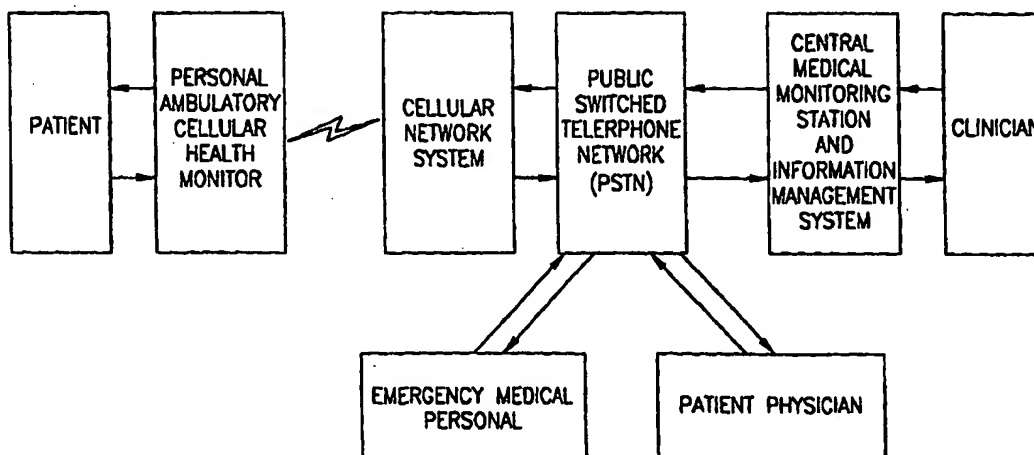 PATIENT
PERSONAL
AMBULATORY
CELLULAR
HEALTH
MONITOR
CELLULAR
NETWORK
SYSTEM
PUBLIC
SWITCHED
TELERPHONE
NETWORK
(PSTN)
CENTRAL
MEDICAL
MONITORING
STATION
AND
INFORMATION
MANAGEMENT
SYSTEM
CLINICIAN
EMERGENCY MEDICAL
PERSONAL
PATIENT PHYSICIAN